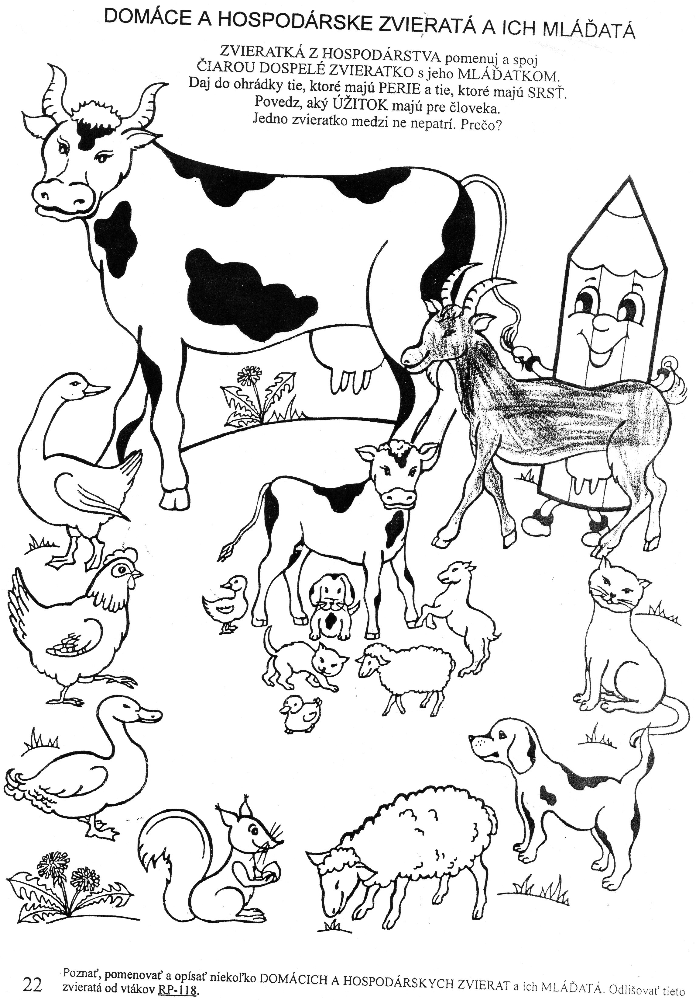 DOMÁCE A HOSPODÁRSKE ZVIERATÁ A ICH MLÁĎATÁ
ZVIERATKÁ Z HOSPODÁRSTVA pomenuj a spoj
ČIAROU DOSPELÉ ZVIERATKO s jeho MLÁĎATKOM.
Daj do ohrádky tie, ktoré majú PERIE a tie, ktoré majú SRSŤ.
Povedz, aký ÚŽITOK majú pre človeka.
Jedno zvieratko medzi ne nepatrí. Prečo?
22
Poznať, pomenovať a opísať niekoľko DOMÁCICH A HOSPODÁRSKYCH ZVIERAT a ich MLÁĎATÁ. Odlišovať tieto
zvieratá od vtákov RP-118.